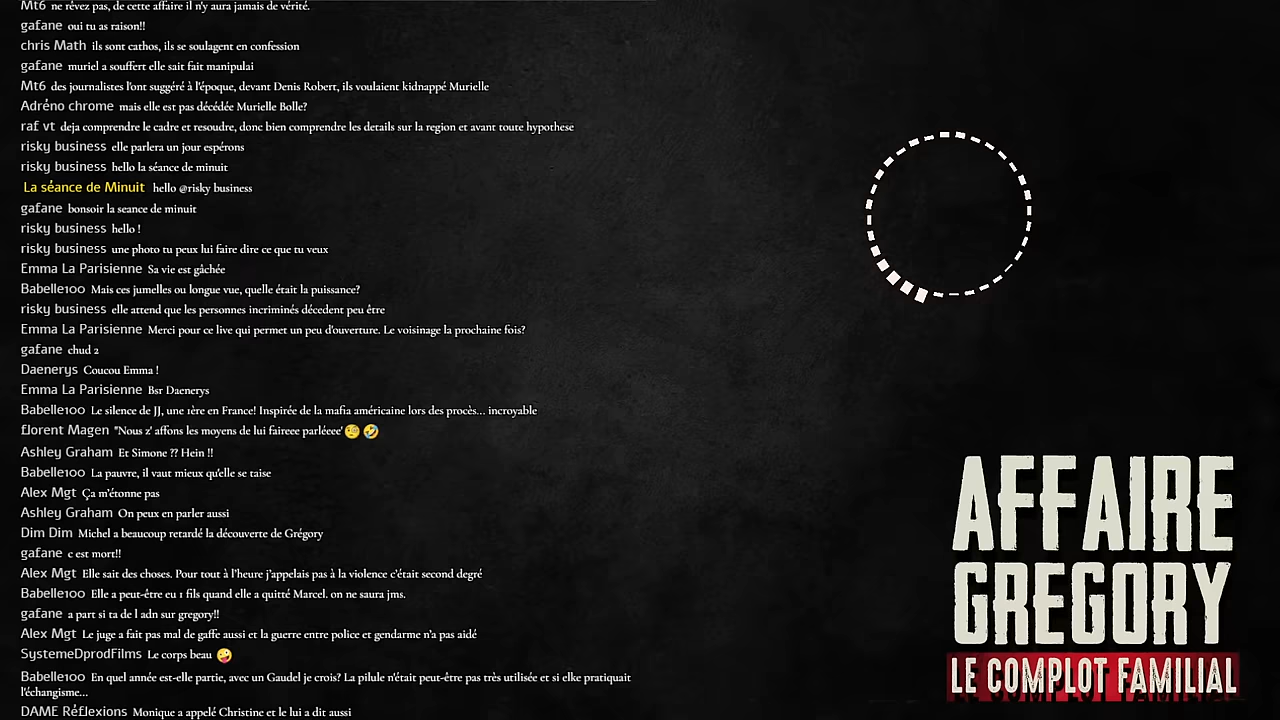 Mt6 ne rêvez pas, de cette affaire il n'y aura jamais de vérité.
gafane oui tu as raison!!
chris Math ils sont cathos, ils se soulagent en confession
gafane muriel a souffert elle sait fait manipulai
Mt6 des journalistes l'ont suggéré à l'époque, devant Denis Robert, ils voulaient kidnappé Murielle
Adréno chrome mais elle est pas décédée Murielle Bolle?
raf vt deja comprendre le cadre et resoudre, donc bien comprendre les details sur la region et avant toute hypothese
risky business elle parlera un jour espérons
risky business hello la séance de minuit
La séance de Minuit hello @risky business
gafane bonsoir la seance de minuit
risky business hello !
risky business une photo tu peux lui faire dire ce que tu veux
Emma La Parisienne Sa vie est gâchée
Babelle100 Mais ces jumelles ou longue vue, quelle était la puissance?
risky business elle attend que les personnes incriminés décedent peu être
Emma La Parisienne Merci pour ce live qui permet un peu d'ouverture. Le voisinage la prochaine fois?
gafane chud 2
Daenerys Coucou Emma !
Emma La Parisienne Bsr Daenerys
Babelle100 Le silence de JJ, une 1ère en France! Inspirée de la mafia américaine lors des procès... incroyable
florent Magen "Nous z' affons les moyens de lui faireee parléeee' 🧐 🤣
Ashley Graham Et Simone ?? Hein !!
Babelle100 La pauvre, il vaut mieux qu'elle se taise
Alex Mgt Ça m'étonne pas
Ashley Graham On peux en parler aussi
Dim Dim Michel a beaucoup retardé la découverte de Grégory
gafane c est mort!!
Alex Mgt Elle sait des choses. Pour tout à l'heure j'appelais pas à la violence c'était second degré
Babelle100 Elle a peut-être eu 1 fils quand elle a quitté Marcel. on ne saura jms.
gafane a part si ta de l adn sur gregory!!
Alex Mgt Le juge a fait pas mal de gaffe aussi et la guerre entre police et gendarme n'a pas aidé
SystemeDprodFilms Le corps beau 🤪
Babelle100 En quel année est-elle partie, avec un Gaudel je crois? La pilule n'était peut-être pas très utilisée et si elke pratiquait
l'échangisme...
DAME Réflexions Monique a appelé Christine et le lui a dit aussi
AFFAIRE
GREGORY
LE COMPLOT FAMILIAL